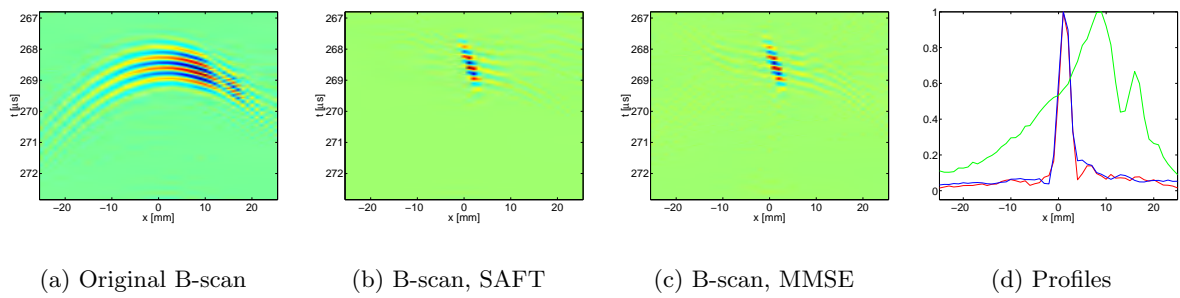 267
268
269
270
271
272
t [µs]
−20 −10 0 10 20
x [mm]
267
268
269
270
271
272
t [µs]
−20 −10 0 10 20
x [mm]
267
268
269
270
271
272
t [µs]
−20 −10 0 10 20
x [mm]
1
0.8
0.6
0.4
0.2
0
−20 −10 0 10 20
x [mm]
(a) Original B-scan
(b) B-scan, SAFT
(c) B-scan, MMSE
(d) Profiles